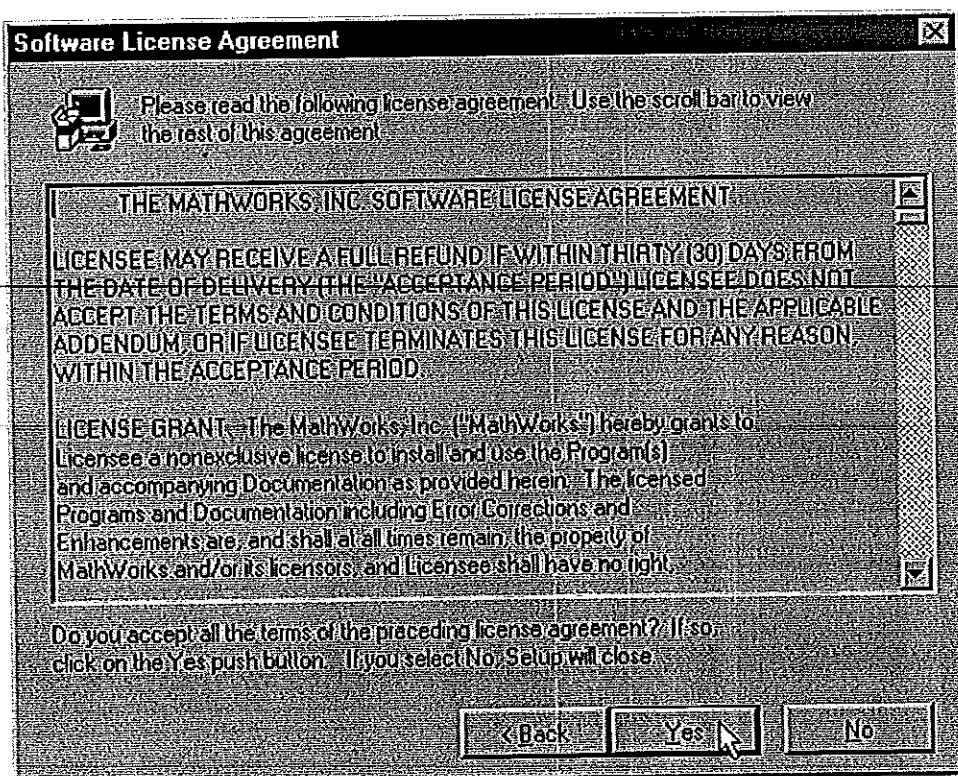 Software License Agreement
Please read the following license agreement. Use the scroll bar to view
the rest of this agreement.
THE MATHWORKS, INC. SOFTWARE LICENSE AGREEMENT
LICENSEE MAY RECEIVE A FULL REFUND IF WITHIN THIRTY (30) DAYS FROM
THE DATE OF DELIVERY (THE "ACCEPTANCE PERIOD") LICENSEE DOES NOT
ACCEPT THE TERMS AND CONDITIONS OF THIS LICENSE AND THE APPLICABLE
ADDENDUM, OR IF LICENSEE TERMINATES THIS LICENSE FOR ANY REASON,
WITHIN THE ACCEPTANCE PERIOD.
LICENSE GRANT. The MathWorks, Inc. ("MathWorks") hereby grants to
Licensee a nonexclusive license to install and use the Program(s)
and accompanying Documentation as provided herein. The licensed
Programs and Documentation including Error Corrections and
Enhancements are, and shall at all times remain, the property of
MathWorks and/or its licensors, and Licensee shall have no right,
Do you accept all the terms of the preceding license agreement? If so,
click on the Yes push button. If you select No, Setup will close.
< Back
Yes
No